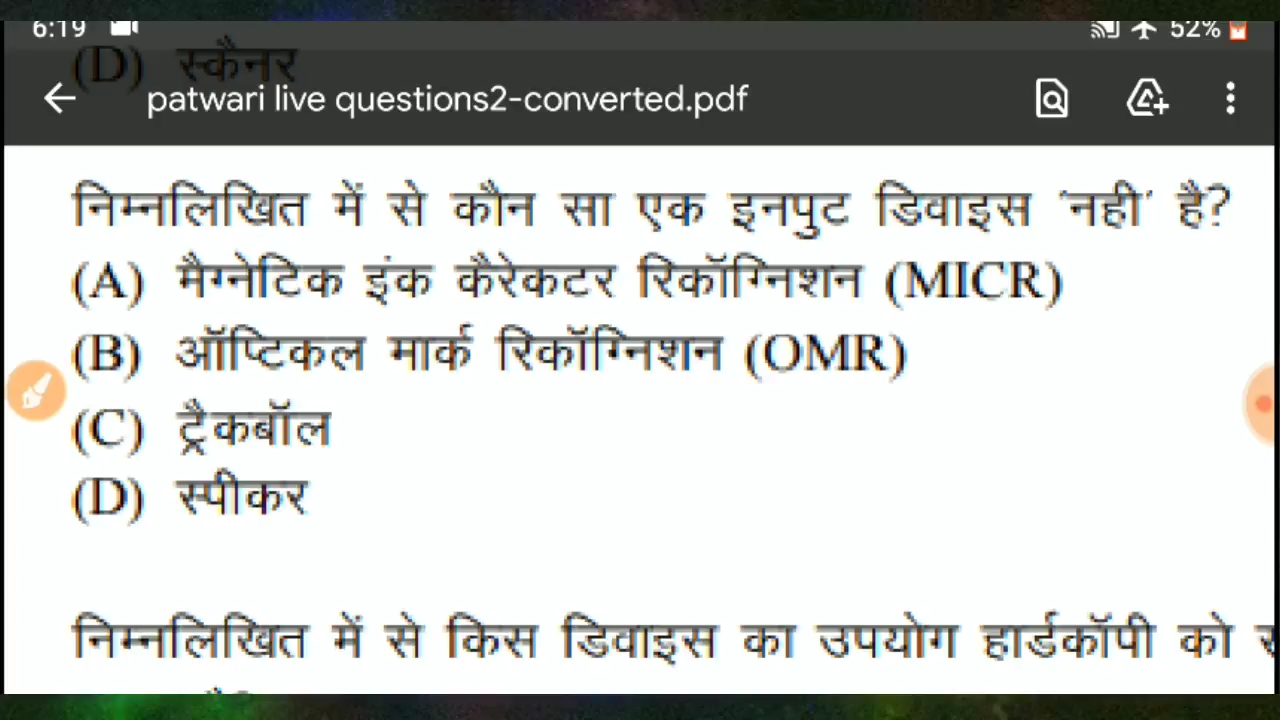 6:19 52%
(D) स्कैनर
patwari live questions2-converted.pdf
निम्नलिखित में से कौन सा एक इनपुट डिवाइस ‘नही’ है?
(A) मैग्नेटिक इंक कैरेकटर रिकॉग्निशन (MICR)
(B) ऑप्टिकल मार्क रिकॉग्निशन (OMR)
(C) ट्रैकबॉल
(D) स्पीकर
निम्नलिखित में से किस डिवाइस का उपयोग हार्डकॉपी को